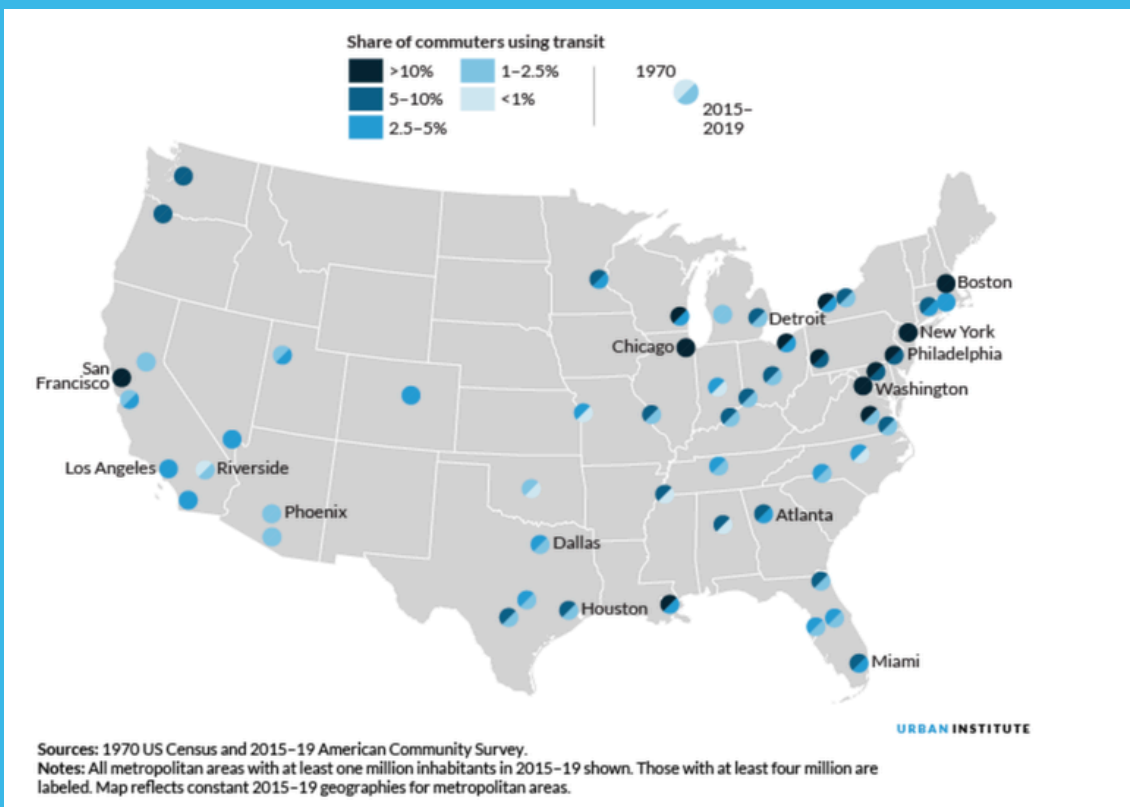 Share of commuters using transit
>10%
1–2.5%
5–10%
<1%
2.5–5%
1970
2015–
2019
Boston
Detroit
New York
Chicago
Philadelphia
San
Francisco
Washington
Los Angeles
Riverside
Phoenix
Atlanta
Dallas
Houston
Miami
URBAN INSTITUTE
Sources: 1970 US Census and 2015–19 American Community Survey.
Notes: All metropolitan areas with at least one million inhabitants in 2015–19 shown. Those with at least four million are
labeled. Map reflects constant 2015–19 geographies for metropolitan areas.